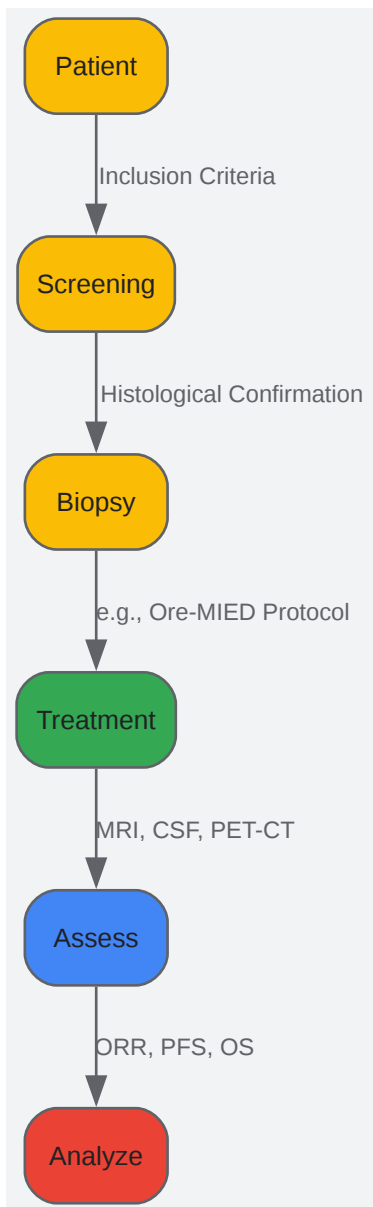 Patient
Inclusion Criteria
Screening
Histological Confirmation
Biopsy
e.g., Ore-MIED Protocol
Treatment
MRI, CSF, PET-CT
Assess
ORR, PFS, OS
Analyze